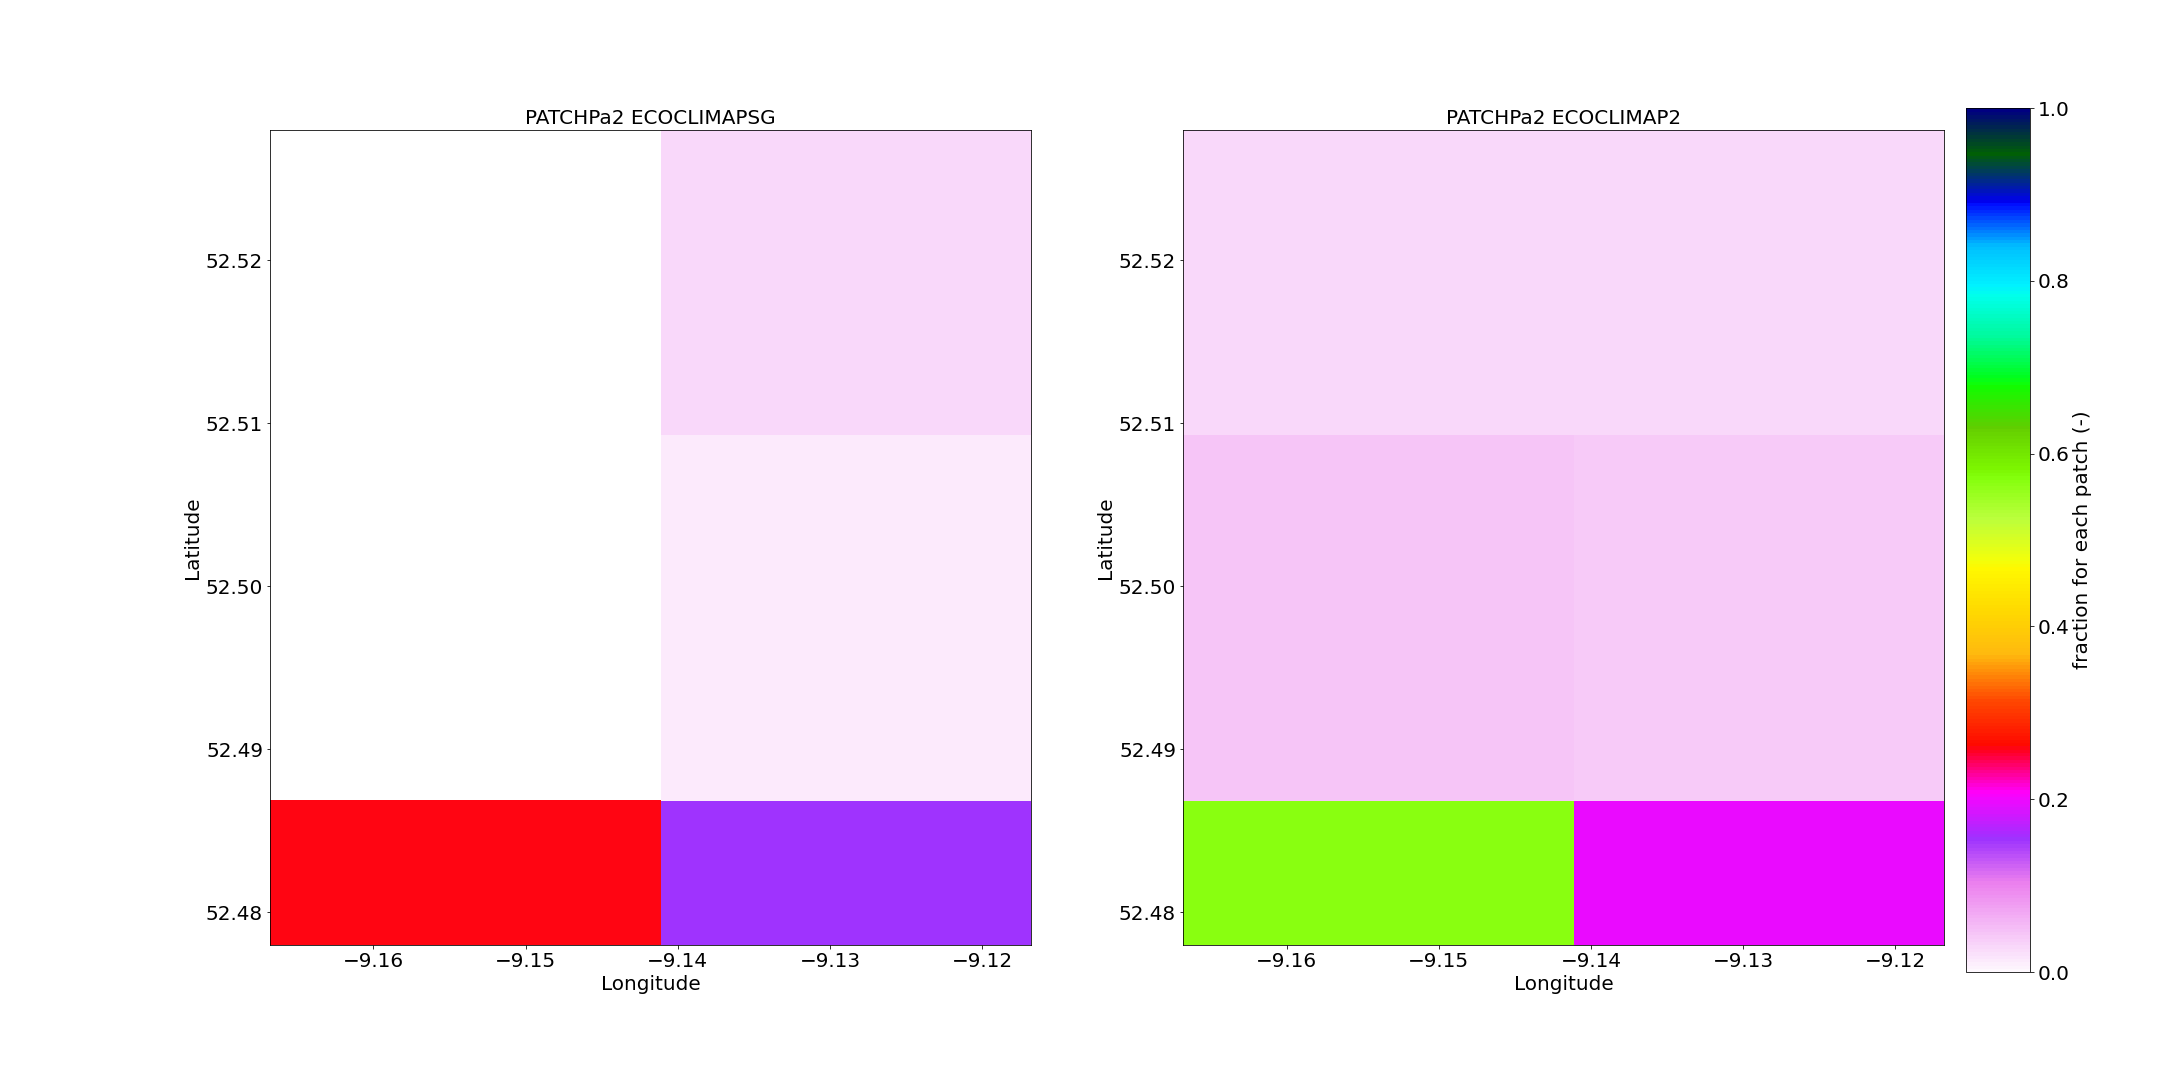 PATCHPa2 ECOCLIMAPSG
52.52
52.51
52.50
52.49
52.48
Latitude
−9.16 −9.15 −9.14 −9.13 −9.12
Longitude
PATCHPa2 ECOCLIMAP2
52.52
52.51
52.50
52.49
52.48
Latitude
−9.16 −9.15 −9.14 −9.13 −9.12
Longitude
1.0
0.8
0.6
0.4
0.2
0.0
fraction for each patch (-)